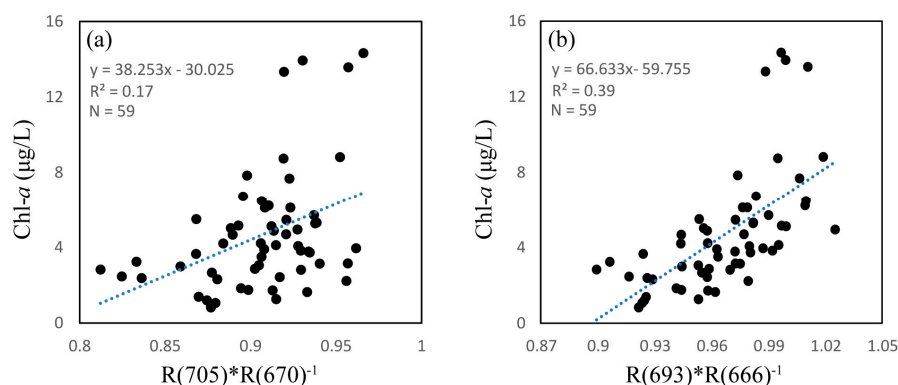 (a)
y = 38.253x - 30.025
R² = 0.17
N = 59
16
12
8
4
0
Chl-a (µg/L)
0.8
0.85
0.9
0.95
1
R(705)*R(670)⁻¹
(b)
y = 66.633x- 59.755
R² = 0.39
N = 59
16
12
8
4
0
Chl-a (µg/L)
0.87
0.9
0.93
0.96
0.99
1.02
1.05
R(693)*R(666)⁻¹